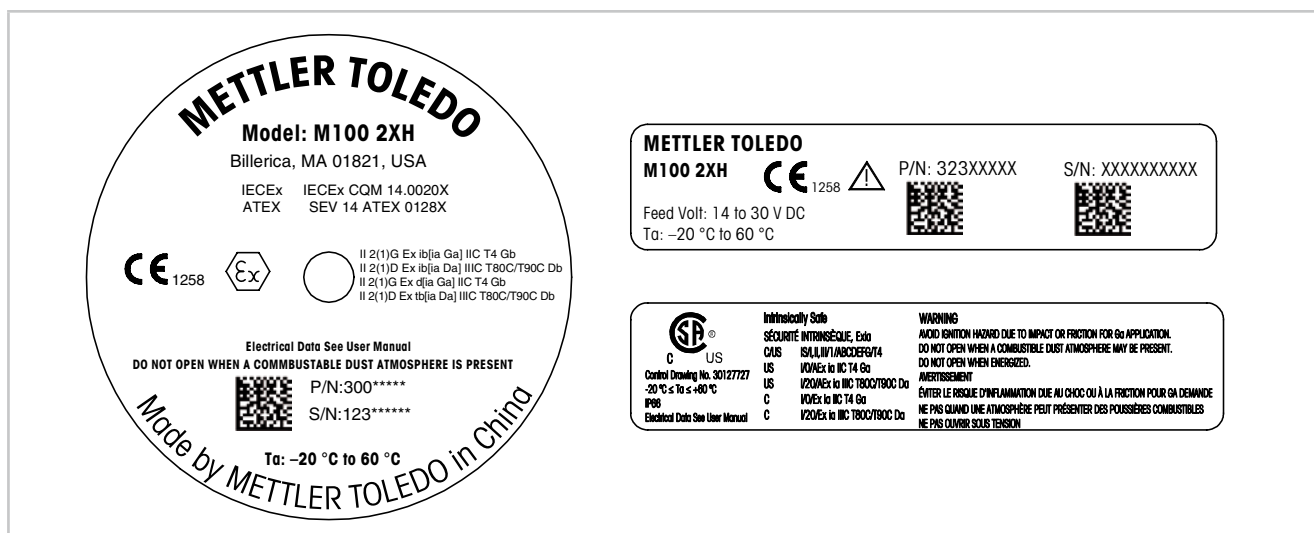 METTLER TOLEDO
Model: M100 2XH
Billerica, MA 01821, USA
IECEx IECEx CQM 14.0020X
ATEX SEV 14 ATEX 0128X
CE 1258 Ex
II 2(1)G Ex ib[ia Ga] IIC T4 Gb
II 2(1)D Ex ib[ia Da] IIIC T80C/T90C Db
II 2(1)G Ex d[ia Ga] IIC T4 Gb
II 2(1)D Ex tb[ia Da] IIIC T80C/T90C Db
Electrical Data See User Manual
DO NOT OPEN WHEN A COMMBUSTABLE DUST ATMOSPHERE IS PRESENT
P/N:300*****
S/N:123******
Ta: –20 °C to 60 °C
Made by METTLER TOLEDO in China
METTLER TOLEDO
M100 2XH CE 1258 P/N: 323XXXXX S/N: XXXXXXXXXX
Feed Volt: 14 to 30 V DC
Ta: –20 °C to 60 °C
SA ®
C US
Control Drawing No. 30127727
-20 ºC ≤ Ta ≤ +60 ºC
IP66
Electrical Data See User Manual
Intrinsically Safe
SÉCURITÉ INTRINSÈQUE, Exia
C/US IS/I,II,III/1/ABCDEFG/T4
US I/0/AEx ia IIC T4 Ga
US I/20/AEx ia IIIC T80C/T90C Da
C I/0/Ex ia IIC T4 Ga
C I/20/Ex ia IIIC T80C/T90C Da
WARNING
AVOID IGNITION HAZARD DUE TO IMPACT OR FRICTION FOR Ga APPLICATION.
DO NOT OPEN WHEN A COMBUSTIBLE DUST ATMOSPHERE MAY BE PRESENT.
DO NOT OPEN WHEN ENERGIZED.
AVERTISSEMENT
ÉVITER LE RISQUE D'INFLAMMATION DUE AU CHOC OU À LA FRICTION POUR GA DEMANDE
NE PAS QUAND UNE ATMOSPHÈRE PEUT PRÉSENTER DES POUSSIÈRES COMBUSTIBLES
NE PAS OUVRIR SOUS TENSION